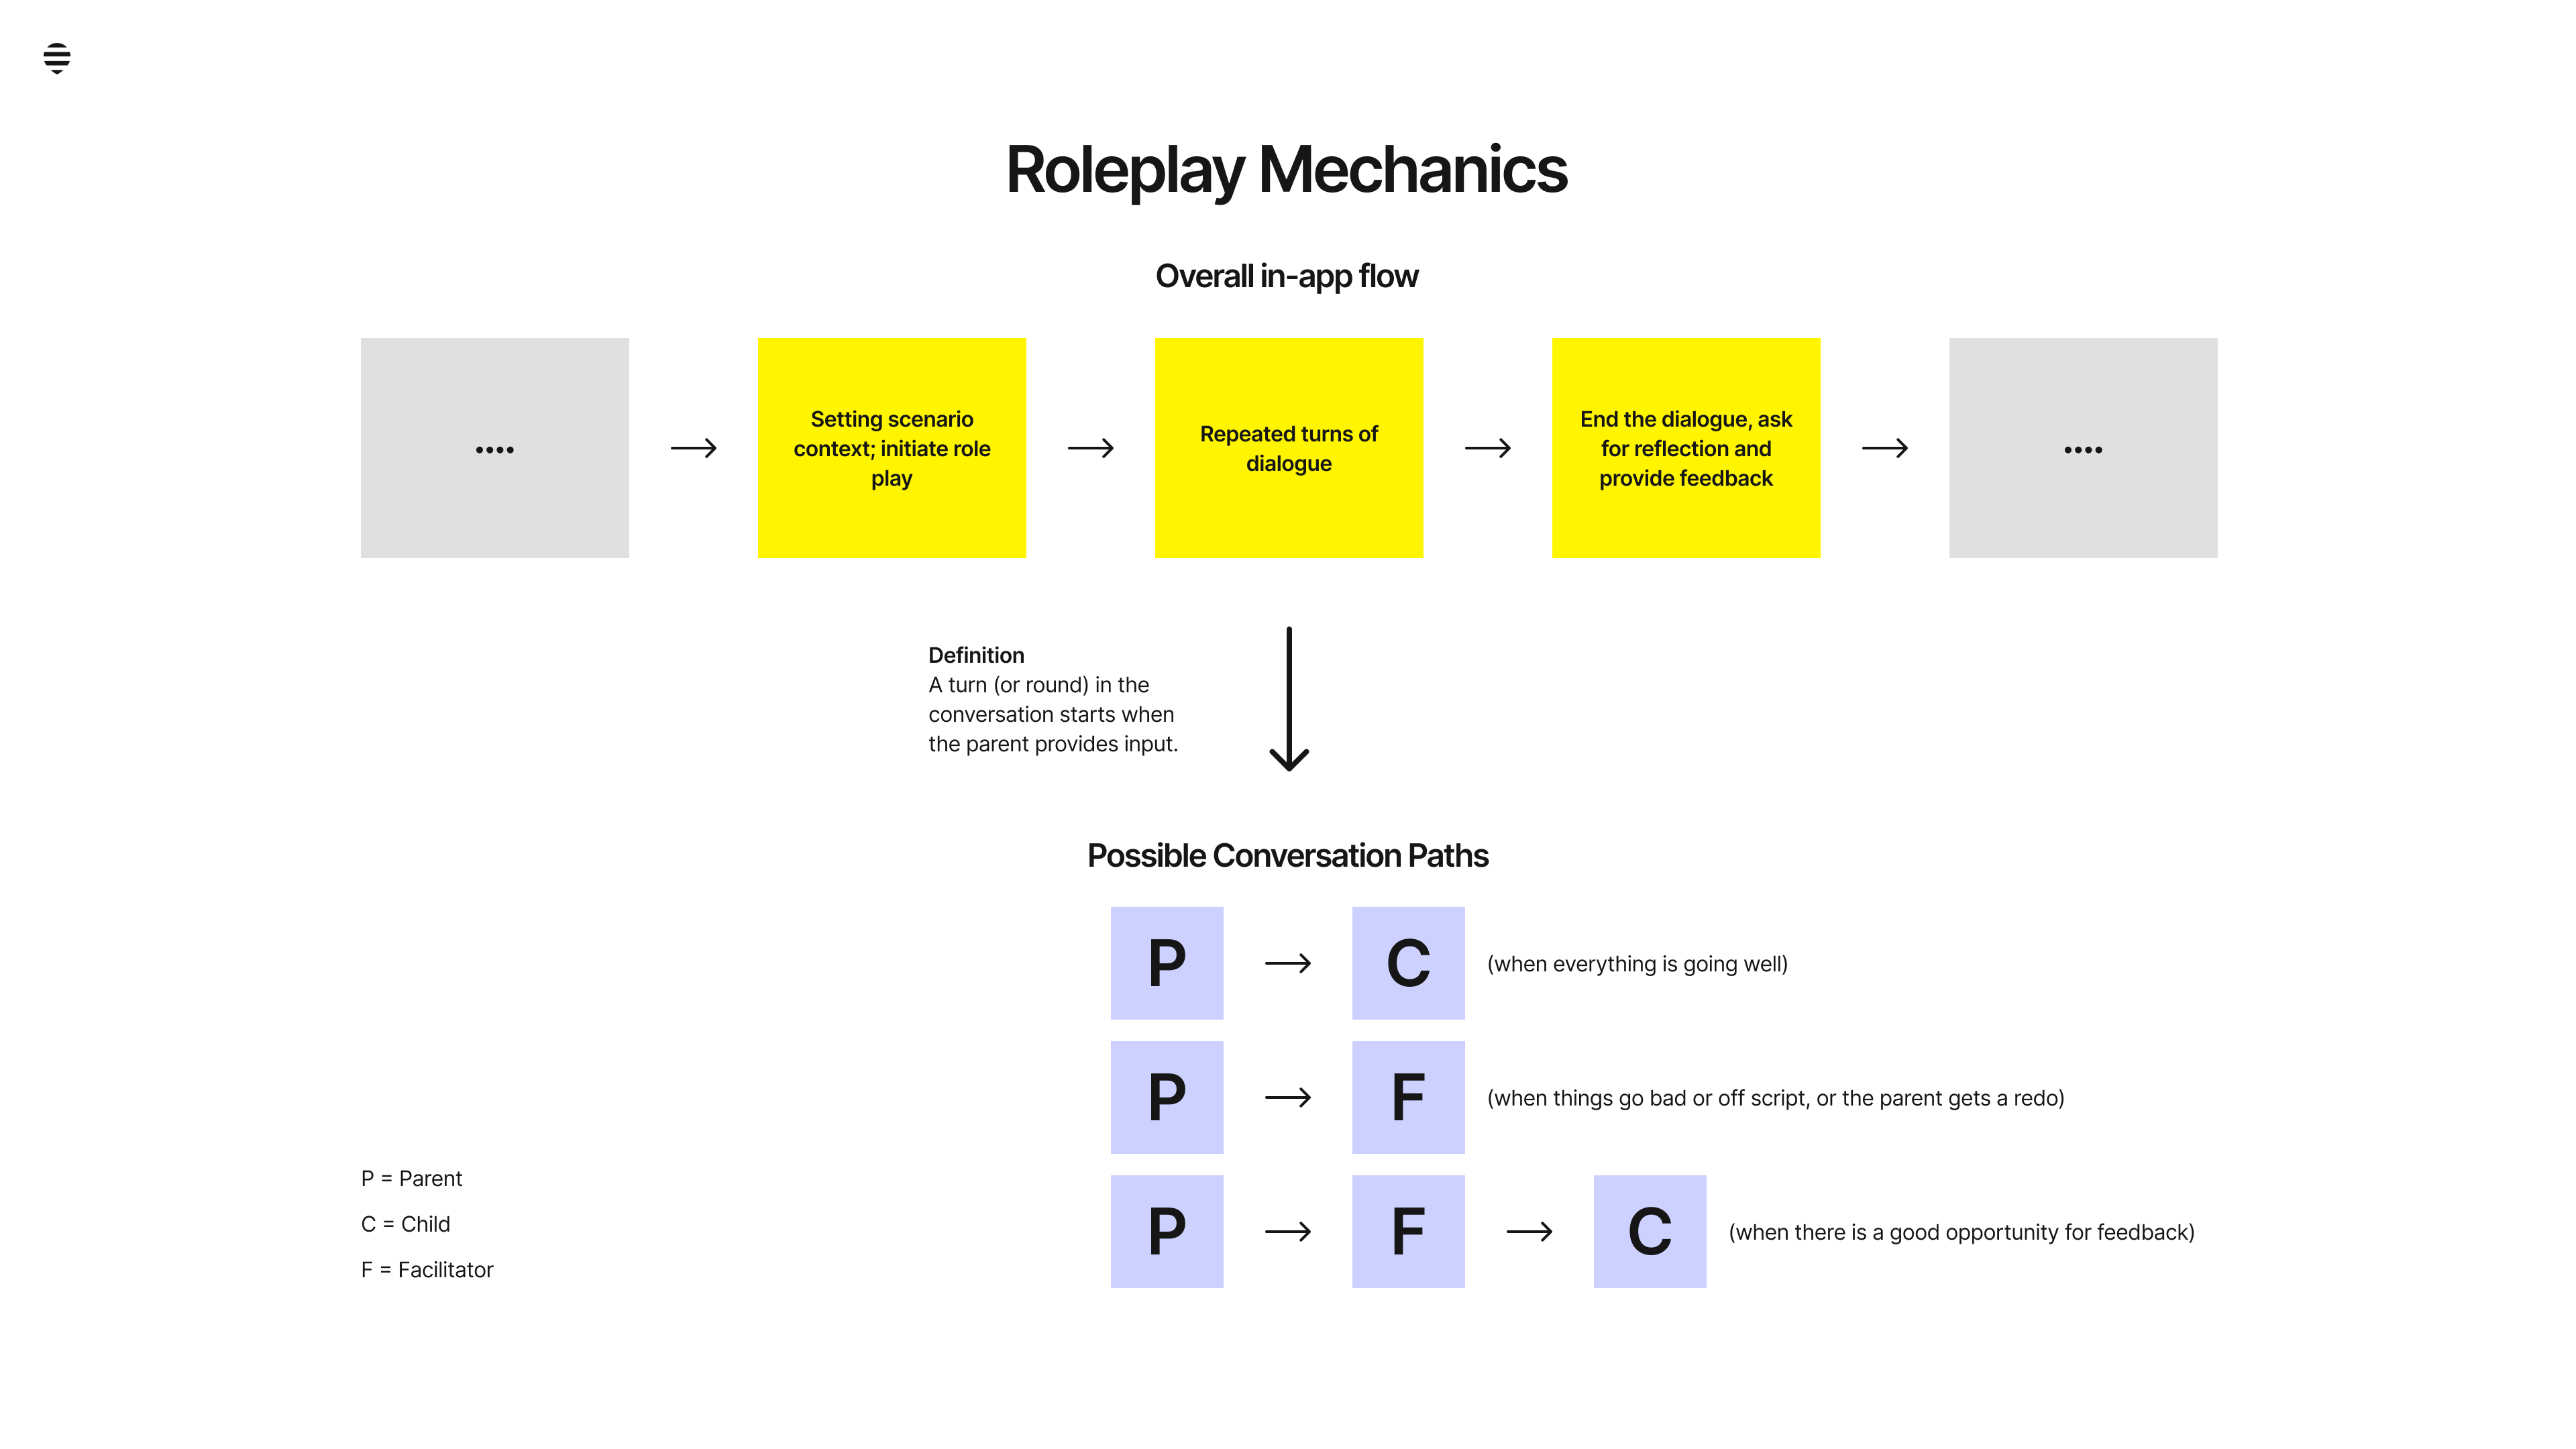 Roleplay Mechanics
Overall in-app flow
....
Setting scenario
context; initiate role
play
Repeated turns of
dialogue
End the dialogue, ask
for reflection and
provide feedback
....
Definition
A turn (or round) in the
conversation starts when
the parent provides input.
Possible Conversation Paths
P → C (when everything is going well)
P → F (when things go bad or off script, or the parent gets a redo)
P → F → C (when there is a good opportunity for feedback)
P = Parent
C = Child
F = Facilitator